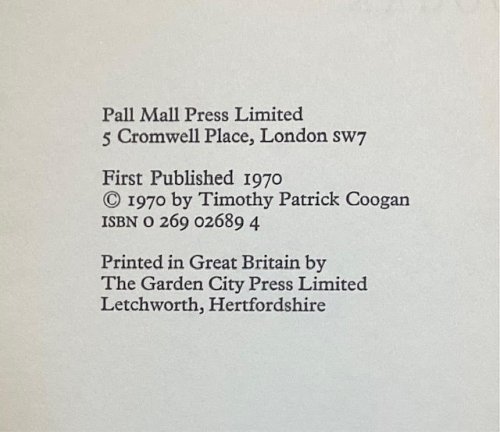 Pall Mall Press Limited
5 Cromwell Place, London SW7
First Published 1970
© 1970 by Timothy Patrick Coogan
ISBN 0 269 02689 4
Printed in Great Britain by
The Garden City Press Limited
Letchworth, Hertfordshire